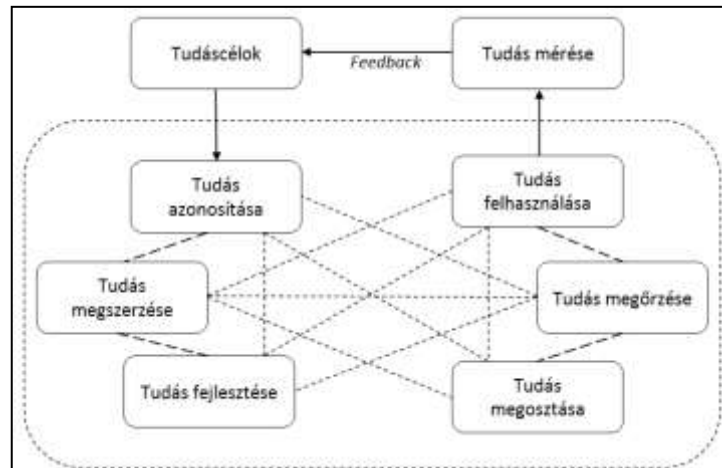 Tudáscélok
Feedback
Tudás mérése
Tudás
azonosítása
Tudás
felhasználása
Tudás
megszerzése
Tudás megőrzése
Tudás fejlesztése
Tudás
megosztása